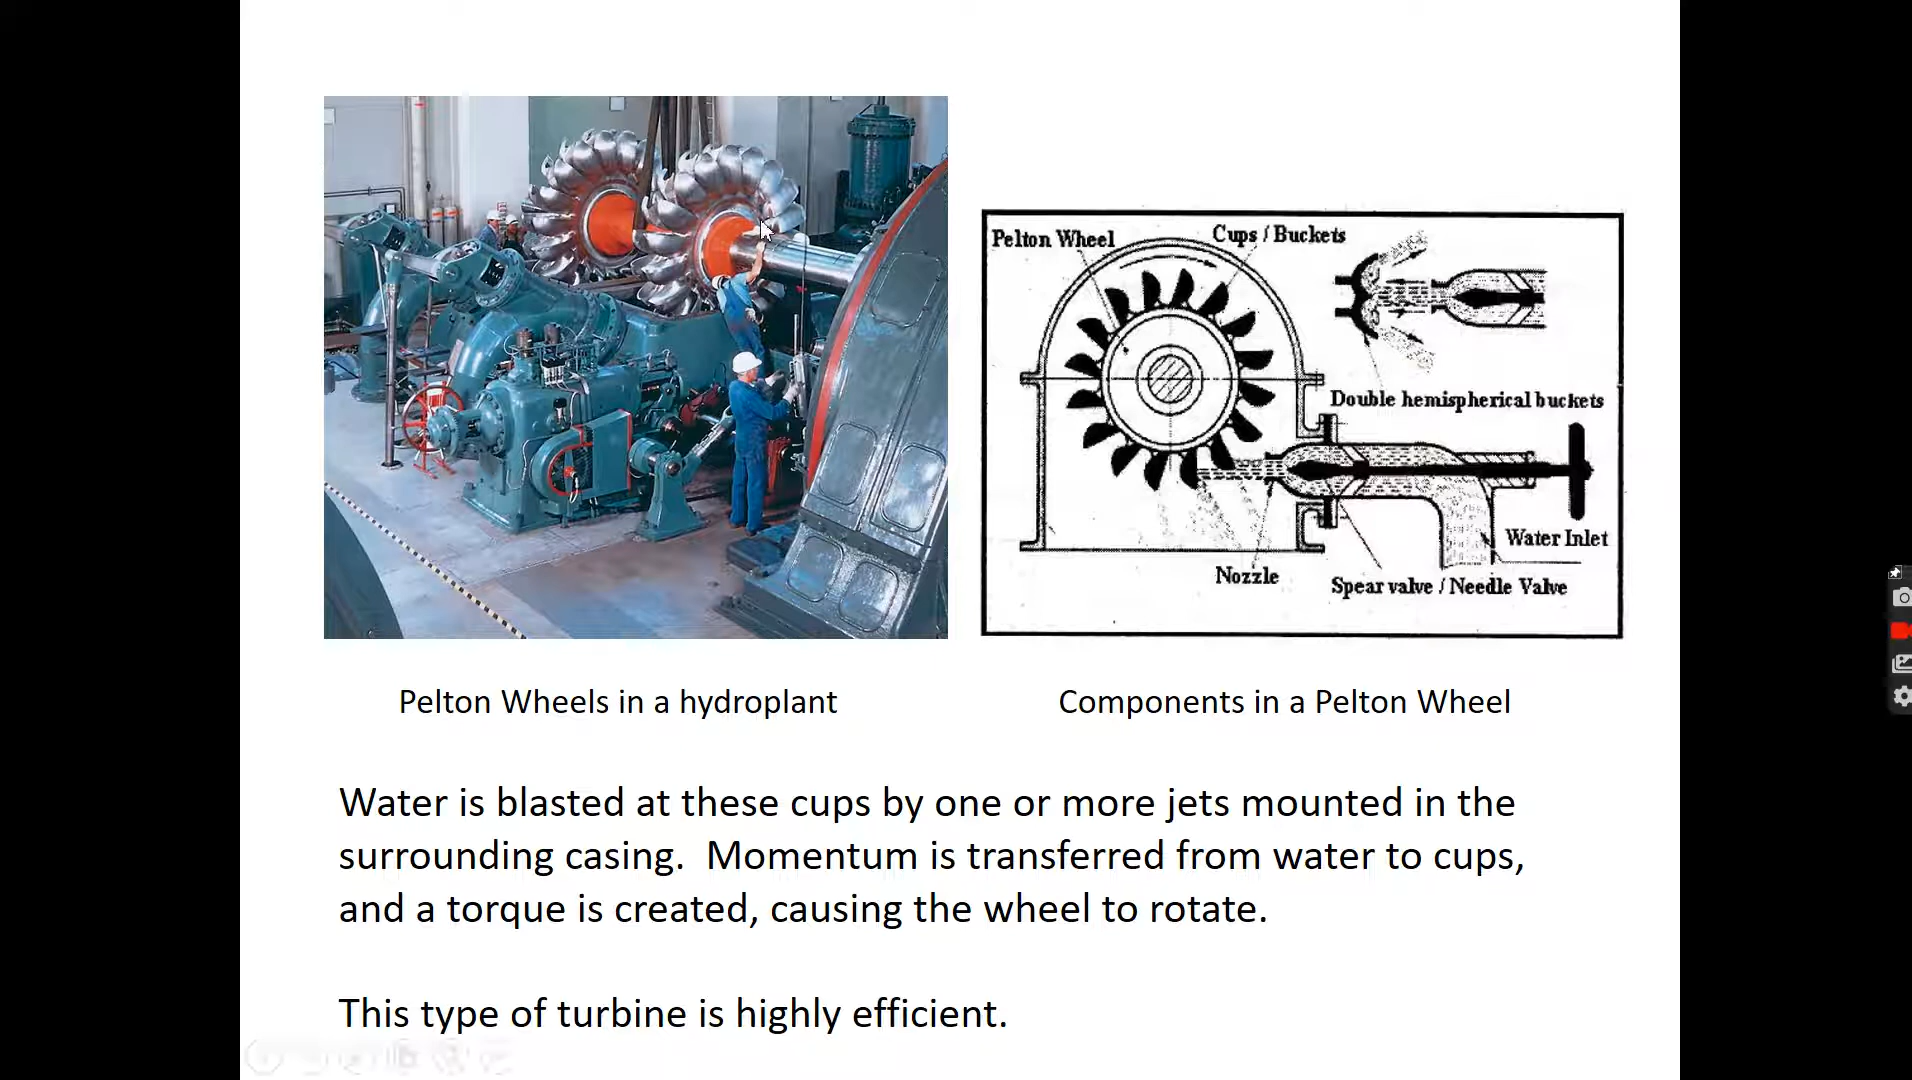 Pelton Wheel
Cups / Buckets
Double hemispherical buckets
Water Inlet
Nozzle
Spear valve / Needle Valve
Pelton Wheels in a hydroplant
Components in a Pelton Wheel
Water is blasted at these cups by one or more jets mounted in the
surrounding casing. Momentum is transferred from water to cups,
and a torque is created, causing the wheel to rotate.
This type of turbine is highly efficient.